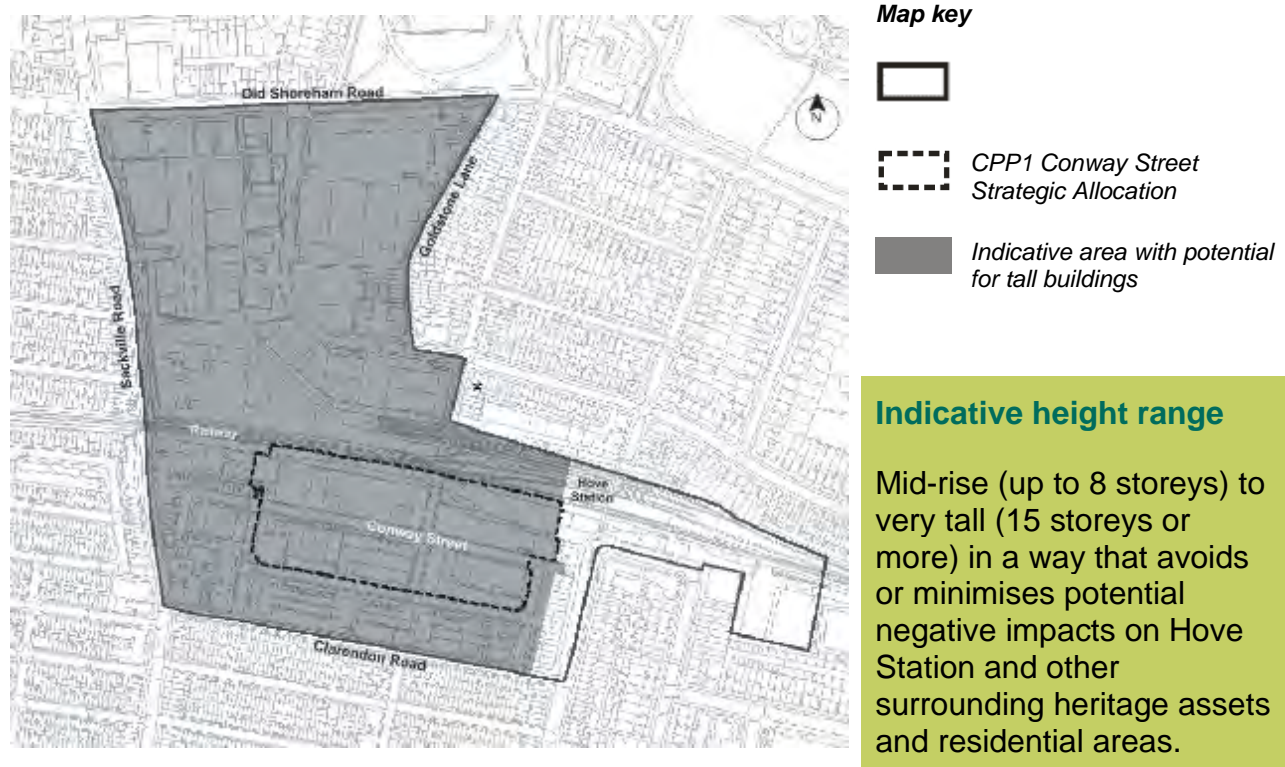 Map key
Old Shoreham Road
N
Goldstone Lane
CPP1 Conway Street
Strategic Allocation
Indicative area with potential
for tall buildings
Sackville Road
Railway
Hove
Station
Conway Street
Clarendon Road
Indicative height range
Mid-rise (up to 8 storeys) to
very tall (15 storeys or
more) in a way that avoids
or minimises potential
negative impacts on Hove
Station and other
surrounding heritage assets
and residential areas.